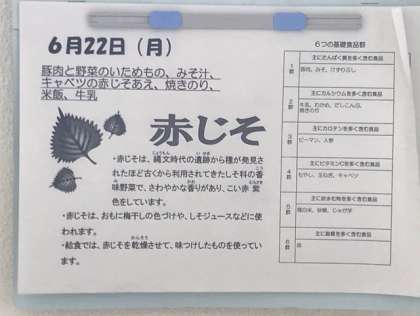 6月22日（月）
豚肉と野菜のいためもの、みそ汁、
キャベツの赤じそあえ、焼きのり、
米飯、牛乳
赤じそ
・赤じそは、縄文時代の遺跡から種が発見さ
れたほど古くから利用されてきたしそ科の香
味野菜で、さわやかな香りがあり、こい赤紫
色をしています。
・赤じそは、おもに梅干しの色づけや、しそジュースなどに使
われます。
・給食では、赤じそを乾燥させて、味つけしたものを使ってい
ます。
６つの基礎食品群
1群
主にたんぱく質を多く含む食品
豚肉、みそ、けずりぶし
2群
主にカルシウムを多く含む食品
牛乳、わかめ、だしこんぶ、
焼きのり
3群
主にカロテンを多く含む食品
ピーマン、人参
4群
主にビタミンCを多く含む食品
もやし、玉ねぎ、キャベツ
5群
主に炭水化物を多く含む食品
精白米、砂糖、じゃが芋
6群
主に脂質を多く含む食品
油